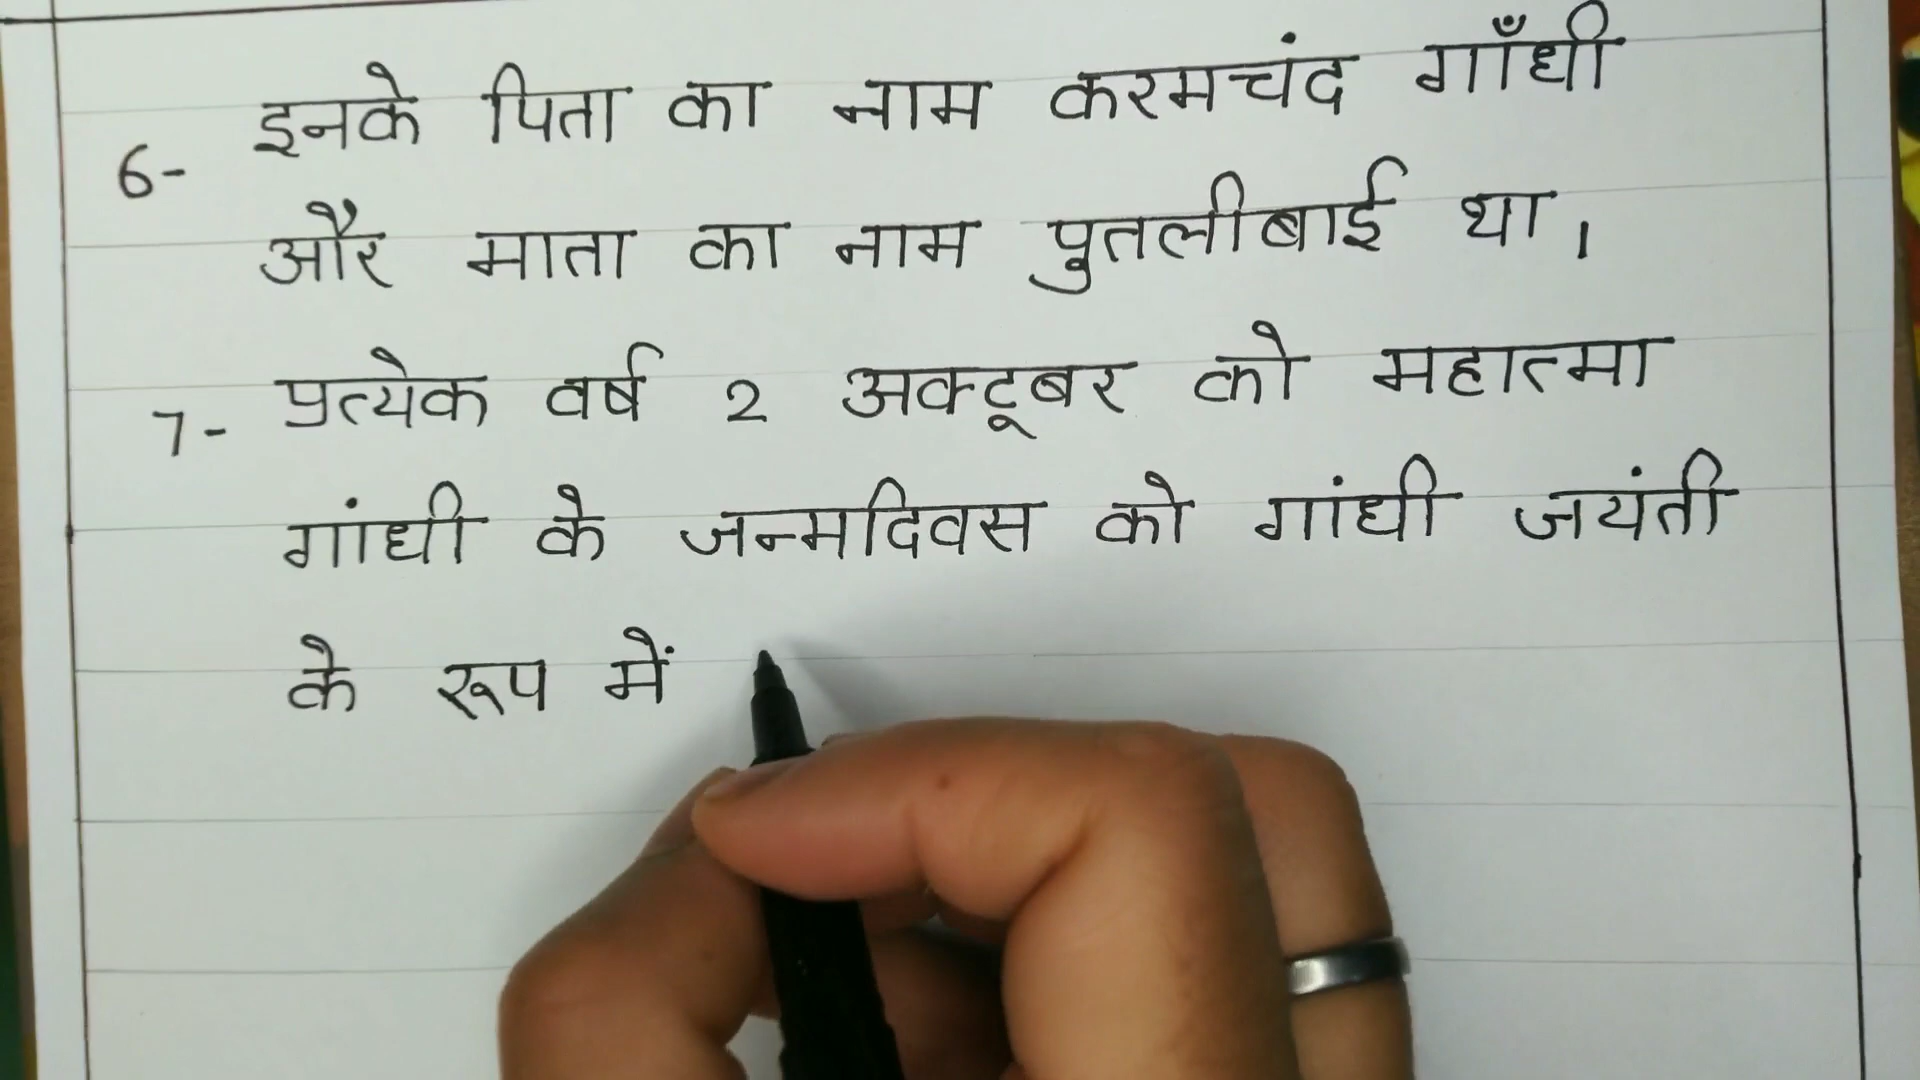 6- इनके पिता का नाम करमचंद गाँधी
और माता का नाम पुतलीबाई था।
7- प्रत्येक वर्ष 2 अक्टूबर को महात्मा
गांधी के जन्मदिवस को गांधी जयंती
के रूप में